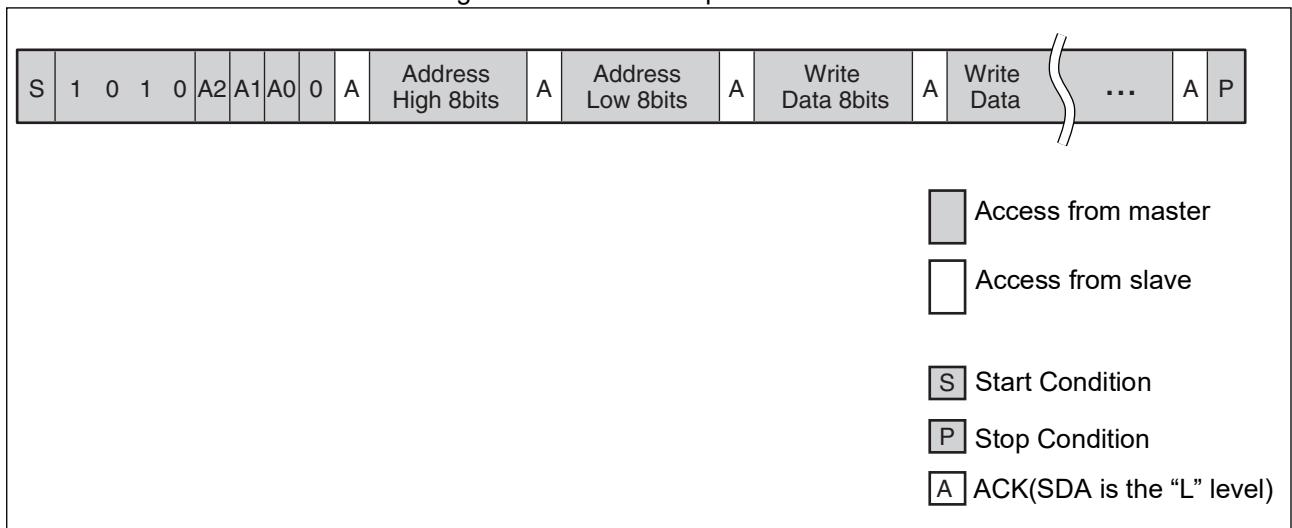 S 1 0 1 0 A2 A1 A0 0 A Address High 8bits A Address Low 8bits A Write Data 8bits A Write Data ... A P
Access from master
Access from slave
S Start Condition
P Stop Condition
A ACK(SDA is the “L” level)